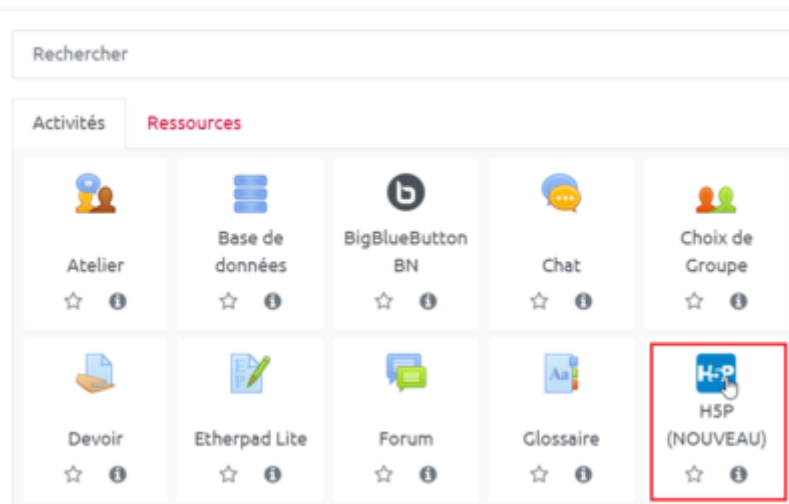 Rechercher
Activités Ressources
Atelier
Base de
données
BigBlueButton
BN
Chat
Choix de
Groupe
Devoir
Etherpad Lite
Forum
Aa
Glossaire
H5P
H5P
(NOUVEAU)